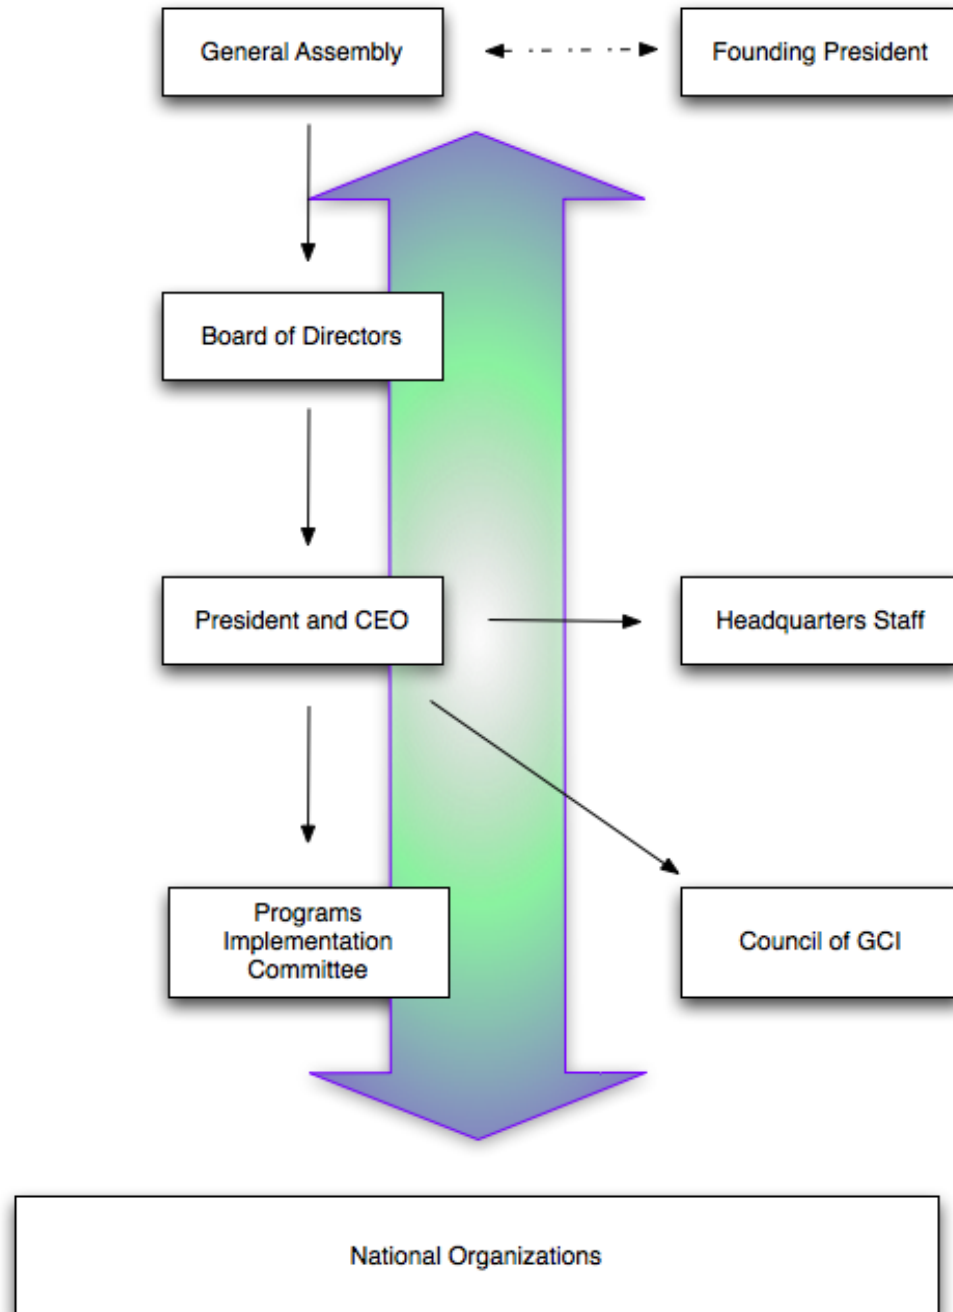 General Assembly
Founding President
Board of Directors
President and CEO
Headquarters Staff
Programs
Implementation
Committee
Council of GCI
National Organizations